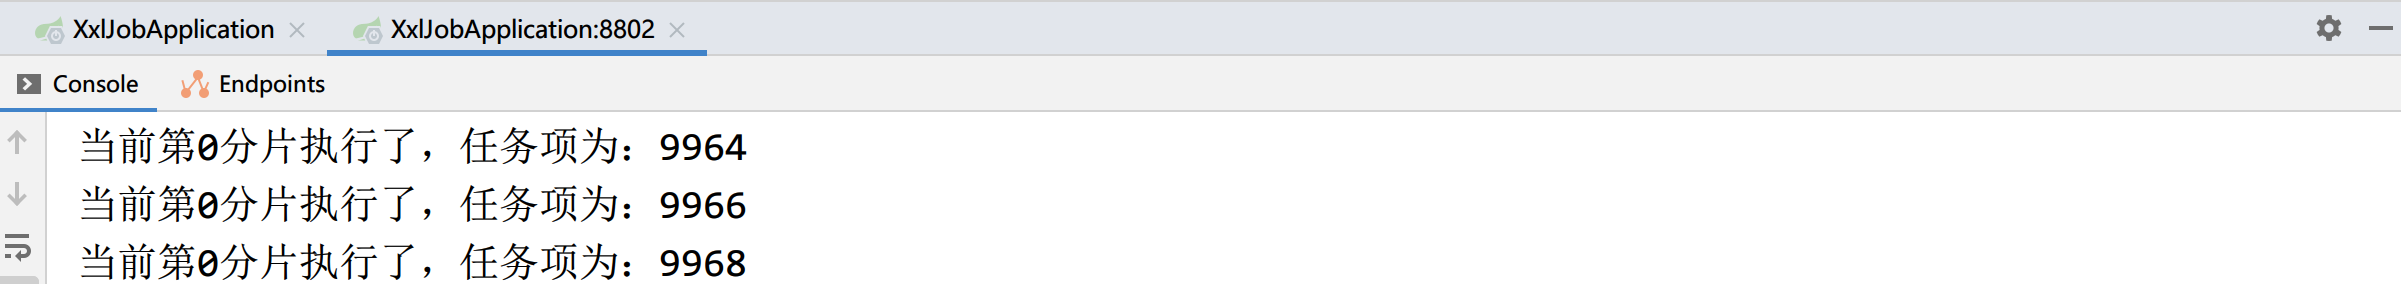 XxlJobApplication XxlJobApplication:8802
Console Endpoints
当前第0分片执行了，任务项为：9964
当前第0分片执行了，任务项为：9966
当前第0分片执行了，任务项为：9968